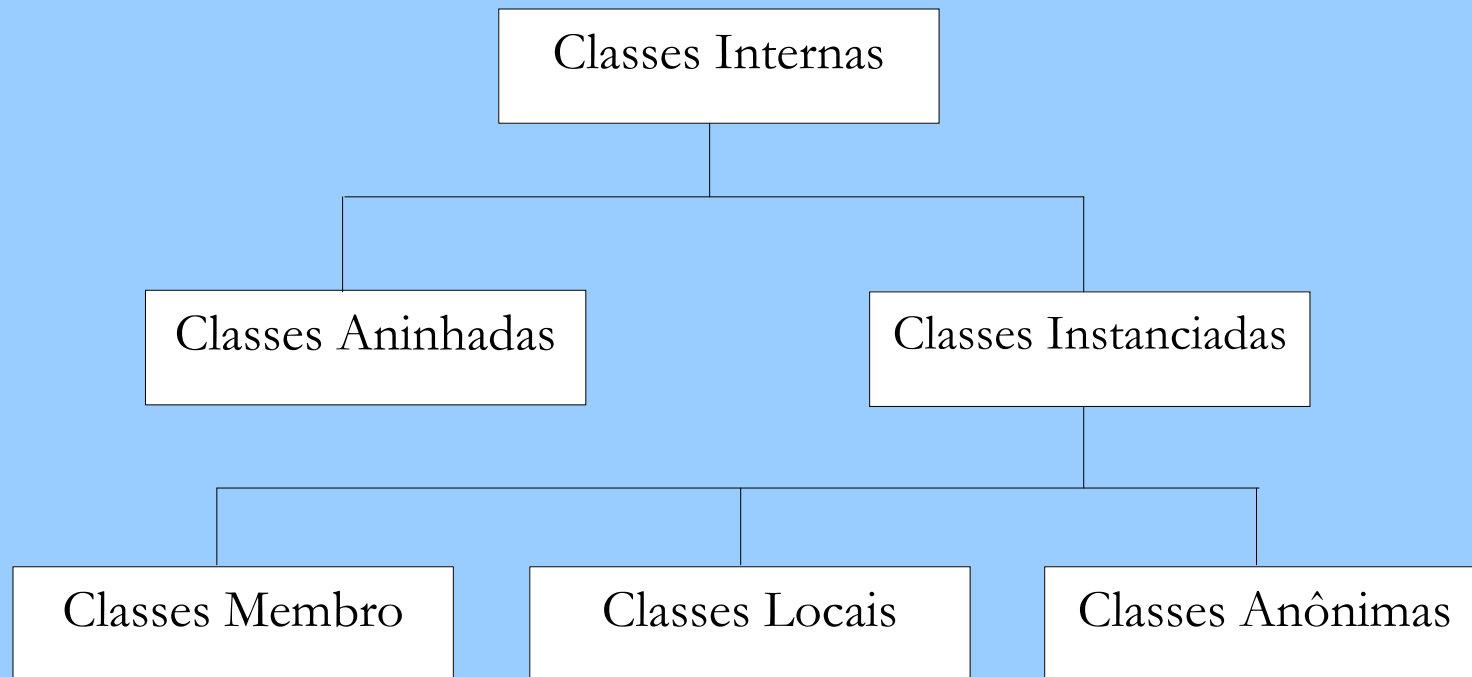 Classes Internas
Classes Aninhadas
Classes Instanciadas
Classes Membro
Classes Locais
Classes Anônimas